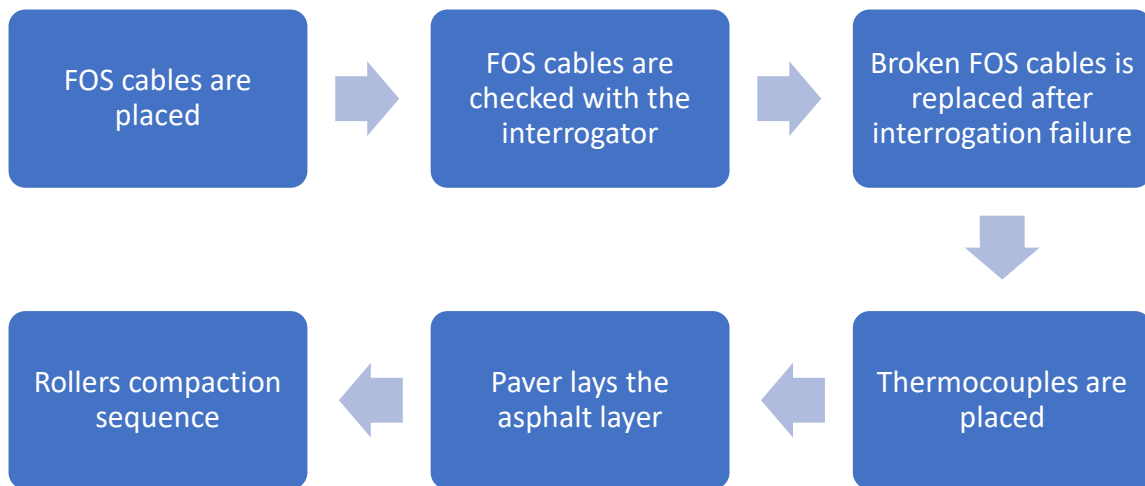 FOS cables are
placed
FOS cables are
checked with the
interrogator
Broken FOS cables is
replaced after
interrogation failure
Thermocouples are
placed
Paver lays the
asphalt layer
Rollers compaction
sequence